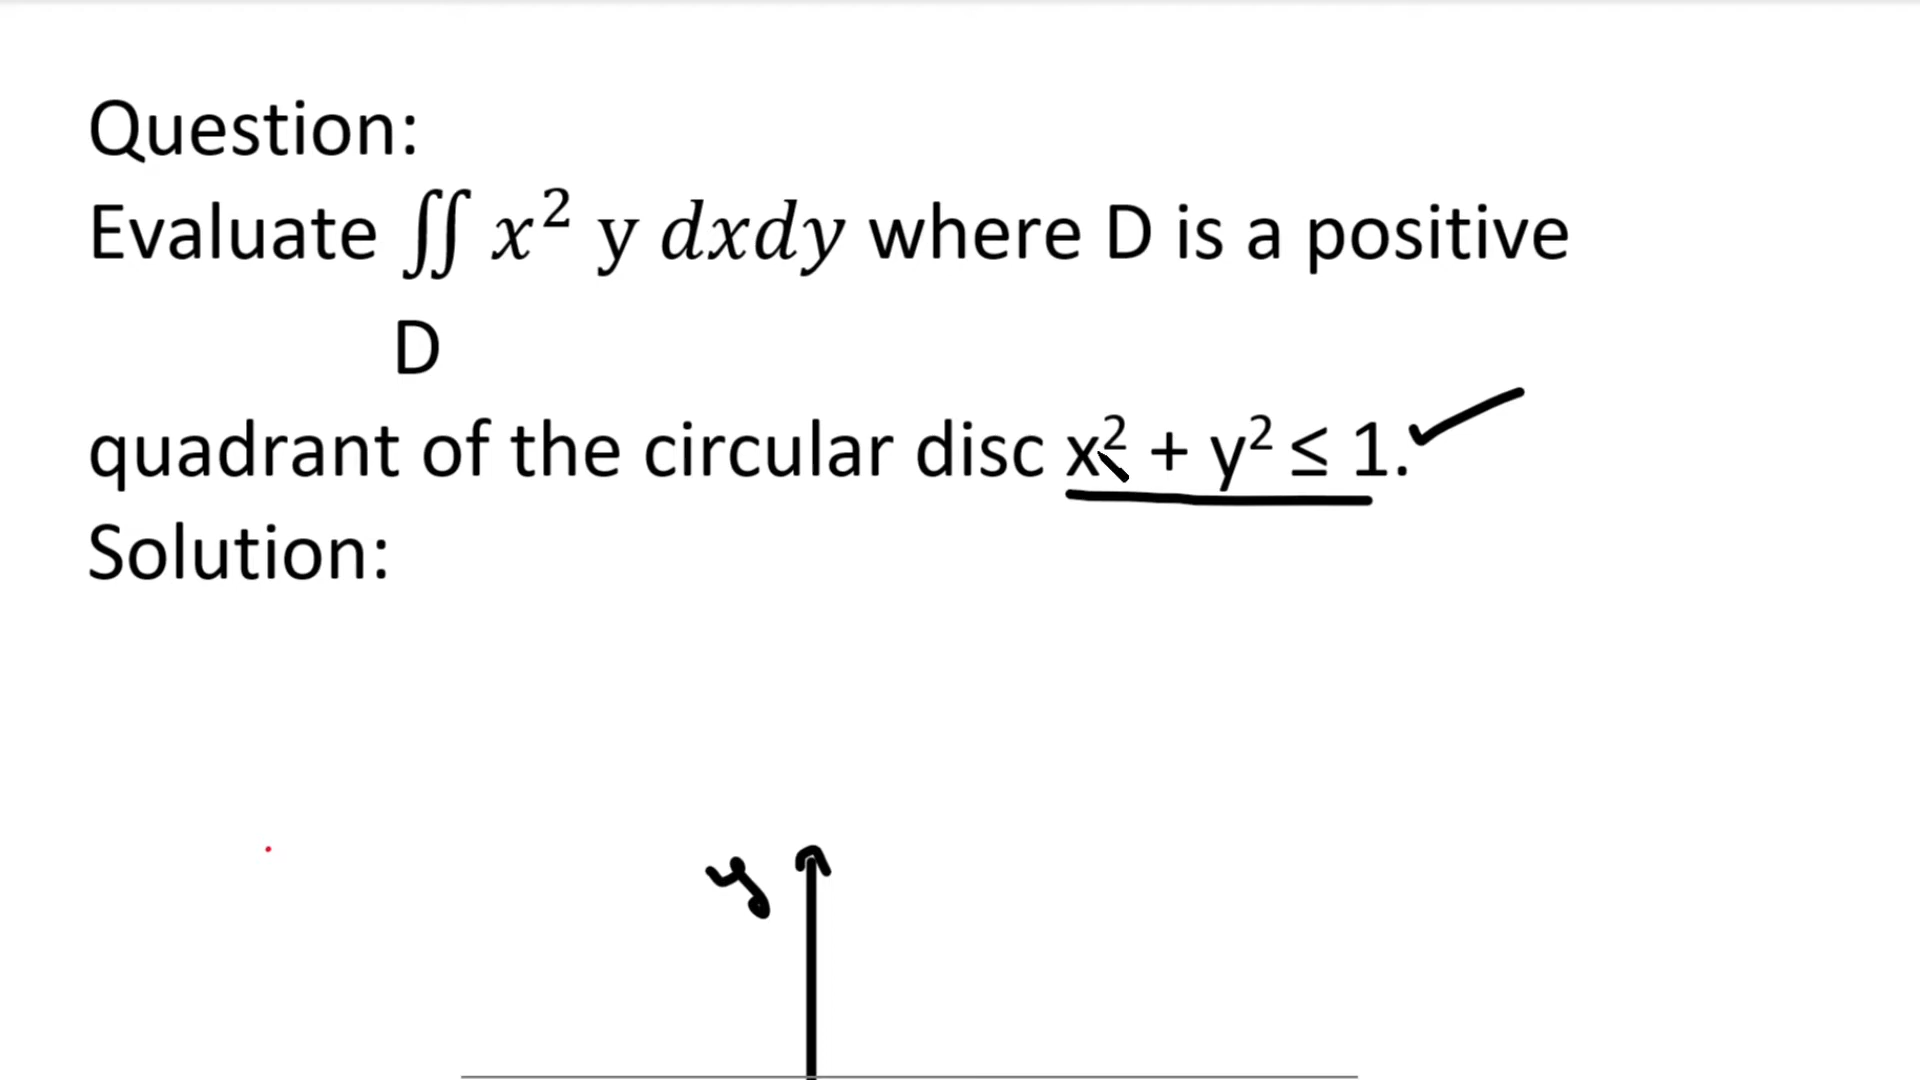 Question:
Evaluate ∬ x² y dxdy where D is a positive
D
quadrant of the circular disc x² + y² ≤ 1.
Solution:
y